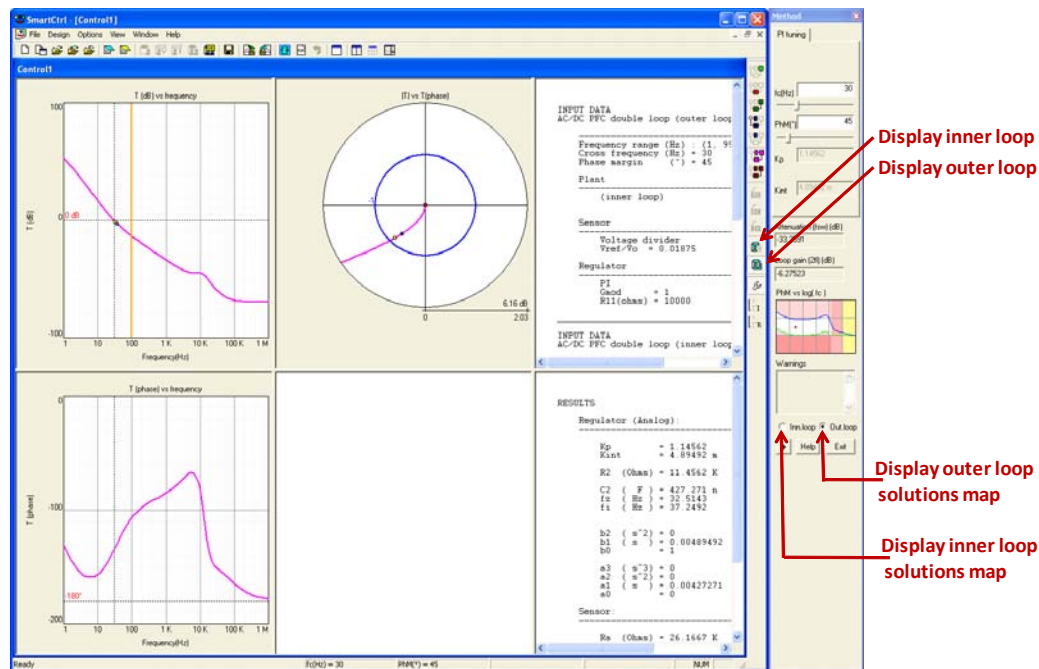 SmartCtrl - [Control1]
File Design Options View Window Help
Control1
T (dB) vs frequency
100
0
-100
T (dB)
0 dB
1 10 100 1 K 10 K 100 K 1 M
Frequency(Hz)
|T| vs T(phase)
6.16 dB
0 2.03
INPUT DATA
AC/DC PFC double loop (outer loop
Frequency range (Hz) : (1, 99
Cross frequency (Hz) = 30
Phase margin (°) = 45
Plant
(inner loop)
Sensor
Voltage divider
Vref/Vo = 0.01875
Regulator
PI
Gmod = 1
R11(ohms) = 10000
INPUT DATA
AC/DC PFC double loop (inner loop
T (phase) vs frequency
0
-100
-180°
-200
T (phase)
1 10 100 1 K 10 K 100 K 1 M
Frequency(Hz)
RESULTS
Regulator (Analog):
Kp = 1.14562
Kint = 4.89492 m
R2 (Ohms) = 11.4562 K
C2 ( F ) = 427.271 n
fz ( Hz ) = 32.5143
fi ( Hz ) = 37.2492
b2 ( s^2) = 0
b1 ( s ) = 0.00489492
b0 = 1
a3 ( s^3) = 0
a2 ( s^2) = 0
a1 ( s ) = 0.00427271
a0 = 0
Sensor:
Ra (Ohms) = 26.1667 K
Method
PI tuning
fc(Hz) 30
PhM(°) 45
Kp 1.14562
Kint
Attenuation (fsw) (dB)
Loop gain (2fl) (dB)
-6.27523
PhM vs log( fc )
Warnings
Inn.loop Out.loop
Help Exit
Display inner loop
Display outer loop
Display outer loop
solutions map
Display inner loop
solutions map
Ready fc(Hz) = 30 PhM(°) = 45 NUM